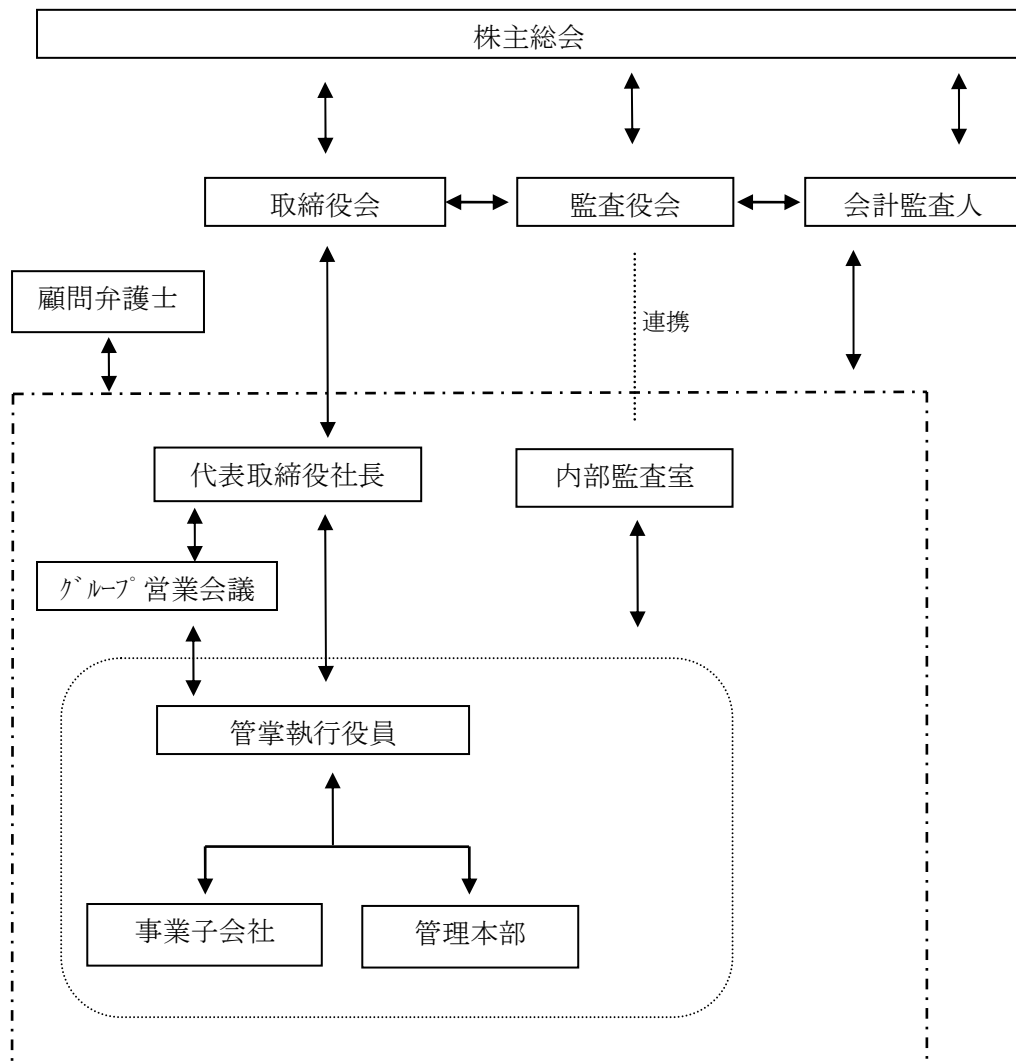 株主総会
取締役会
監査役会
会計監査人
顧問弁護士
連携
代表取締役社長
内部監査室
ｸﾞﾙｰﾌﾟ営業会議
管掌執行役員
事業子会社
管理本部